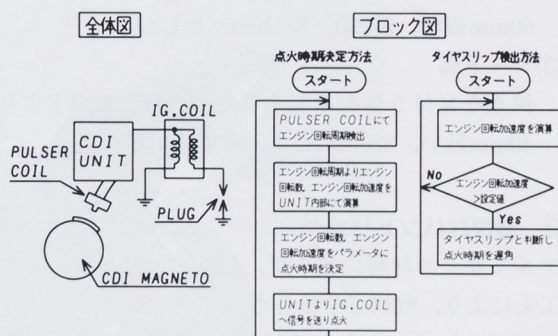 全体図
ブロック図
IG.COIL
CDI
UNIT
PULSER
COIL
PLUG
CDI MAGNETO
点火時期決定方法
スタート
PULSER COILにて
エンジン回転周期検出
エンジン回転周期よりエンジン
回転数,エンジン回転加速度を
UNIT内部にて演算
エンジン回転数,エンジン
回転加速度をパラメータに
点火時期を決定
UNITよりIG.COIL
へ信号を送り点火
タイヤスリップ検出方法
スタート
エンジン回転加速度を演算
No
エンジン回転加速度
>設定値
Yes
タイヤスリップと判断し
点火時期を遅角